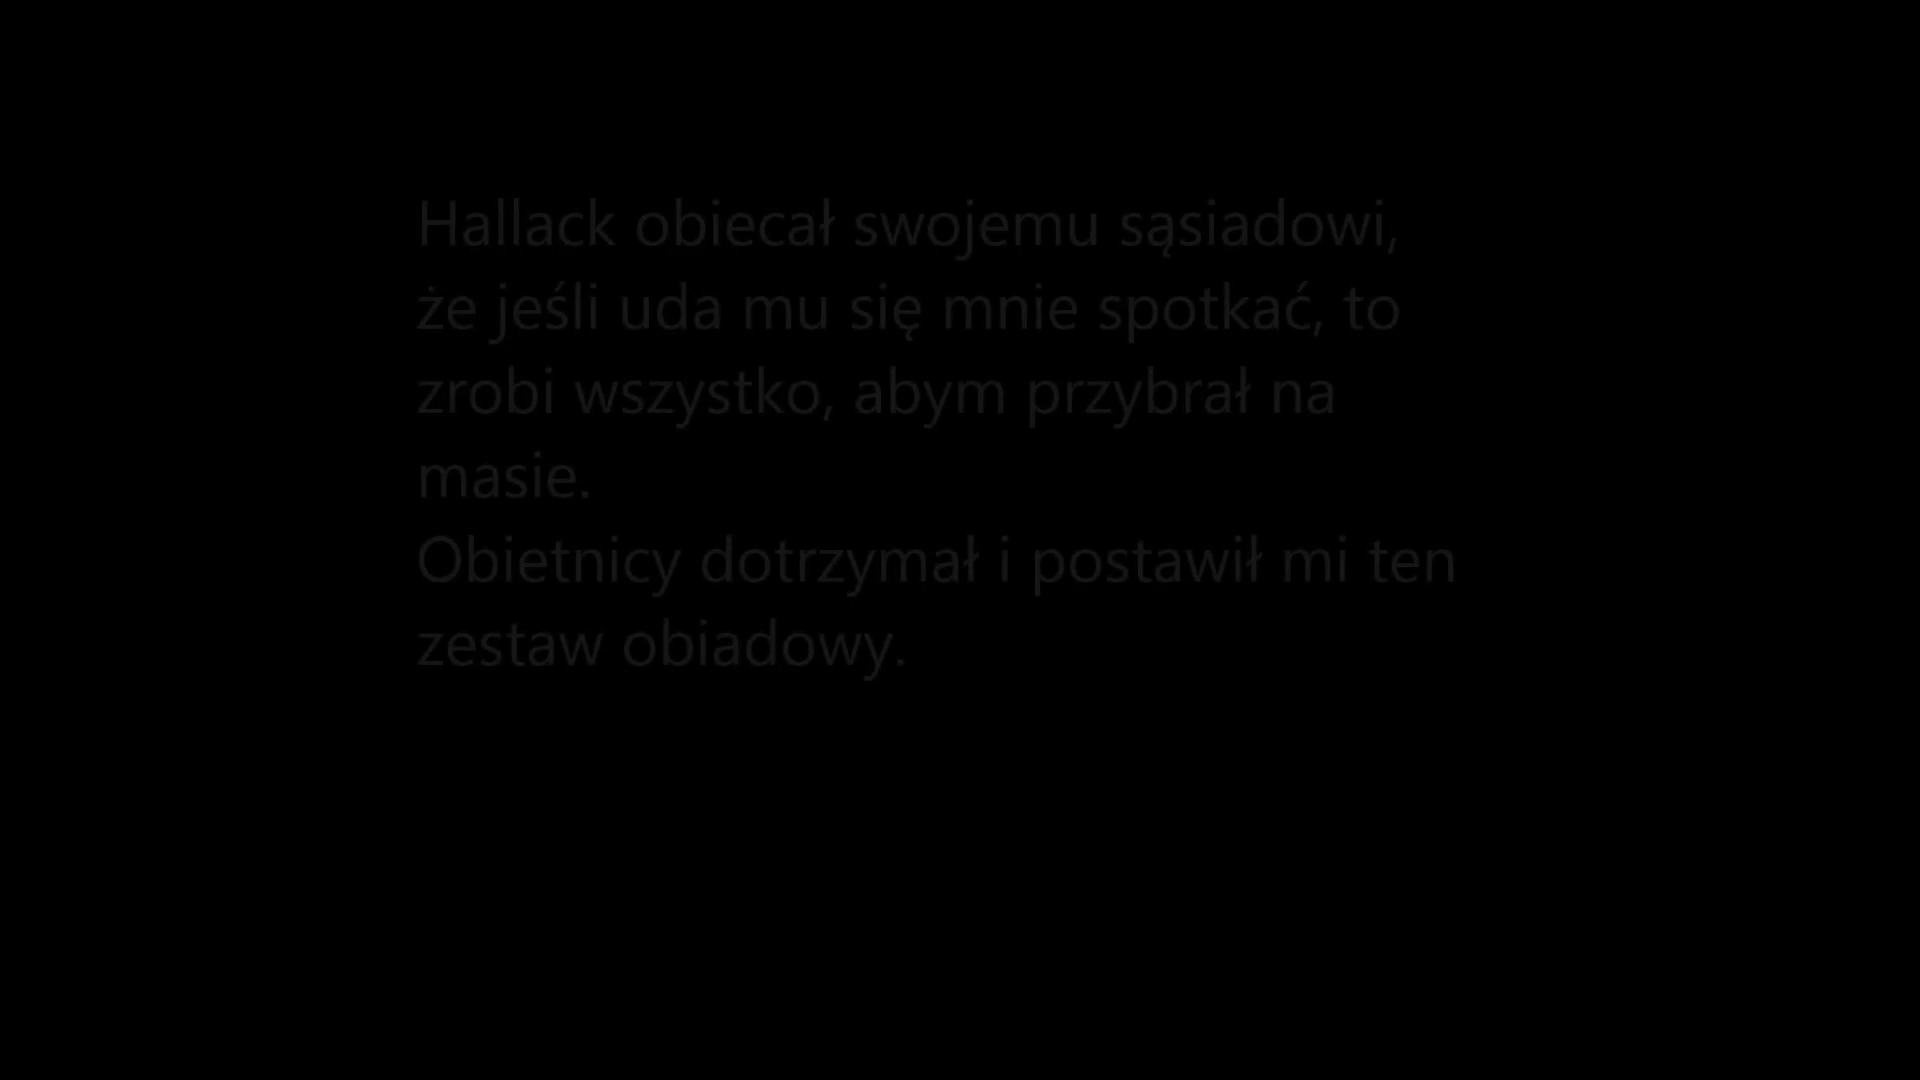 Hallack obiecał swojemu sąsiadowi,
że jeśli uda mu się mnie spotkać, to
zrobi wszystko, abym przybrał na
masie.
Obietnicy dotrzymał i postawił mi ten
zestaw obiadowy.